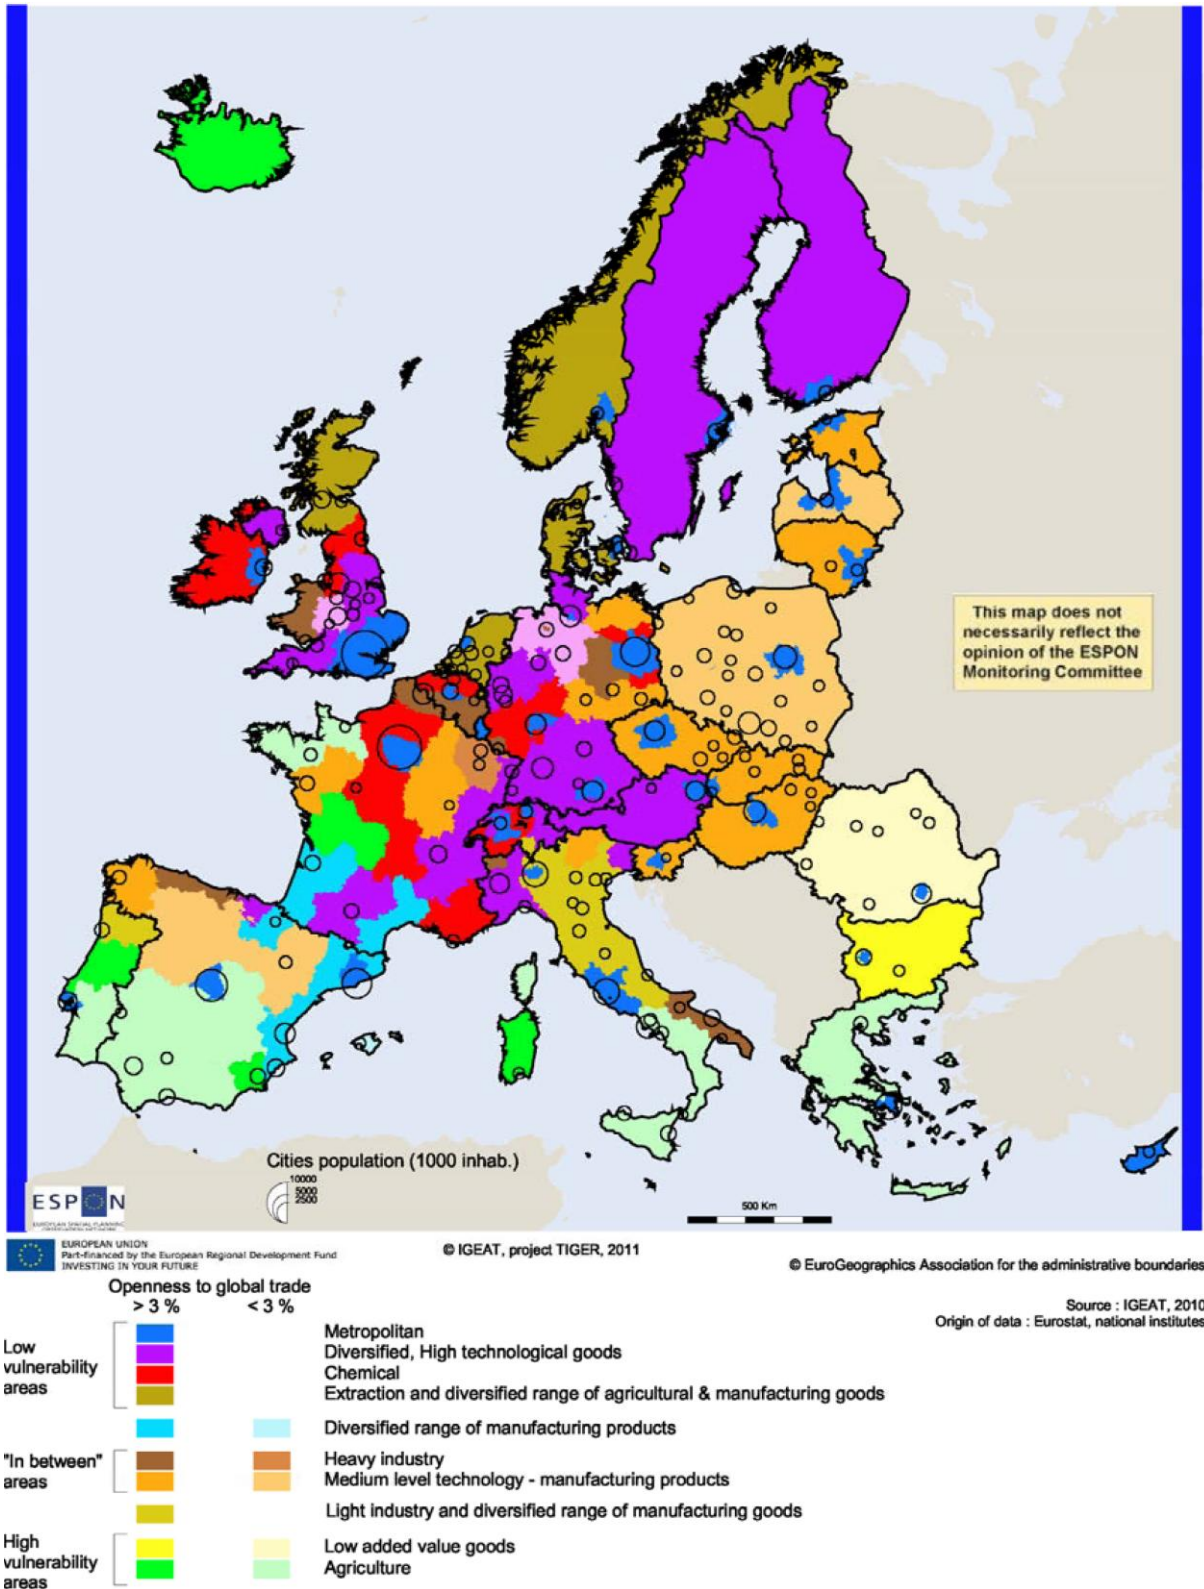 This map does not
necessarily reflect the
opinion of the ESPON
Monitoring Committee
Cities population (1000 inhab.)
10000
5000
2500
ESPON
EUROPEAN SPATIAL PLANNING
OBSERVATION NETWORK
500 Km
EUROPEAN UNION
Part-financed by the European Regional Development Fund
INVESTING IN YOUR FUTURE
© IGEAT, project TIGER, 2011
© EuroGeographics Association for the administrative boundaries
Source : IGEAT, 2010
Origin of data : Eurostat, national institutes
Openness to global trade
> 3 % < 3 %
Low
vulnerability
areas
Metropolitan
Diversified, High technological goods
Chemical
Extraction and diversified range of agricultural & manufacturing goods
Diversified range of manufacturing products
"In between"
areas
Heavy industry
Medium level technology - manufacturing products
Light industry and diversified range of manufacturing goods
High
vulnerability
areas
Low added value goods
Agriculture